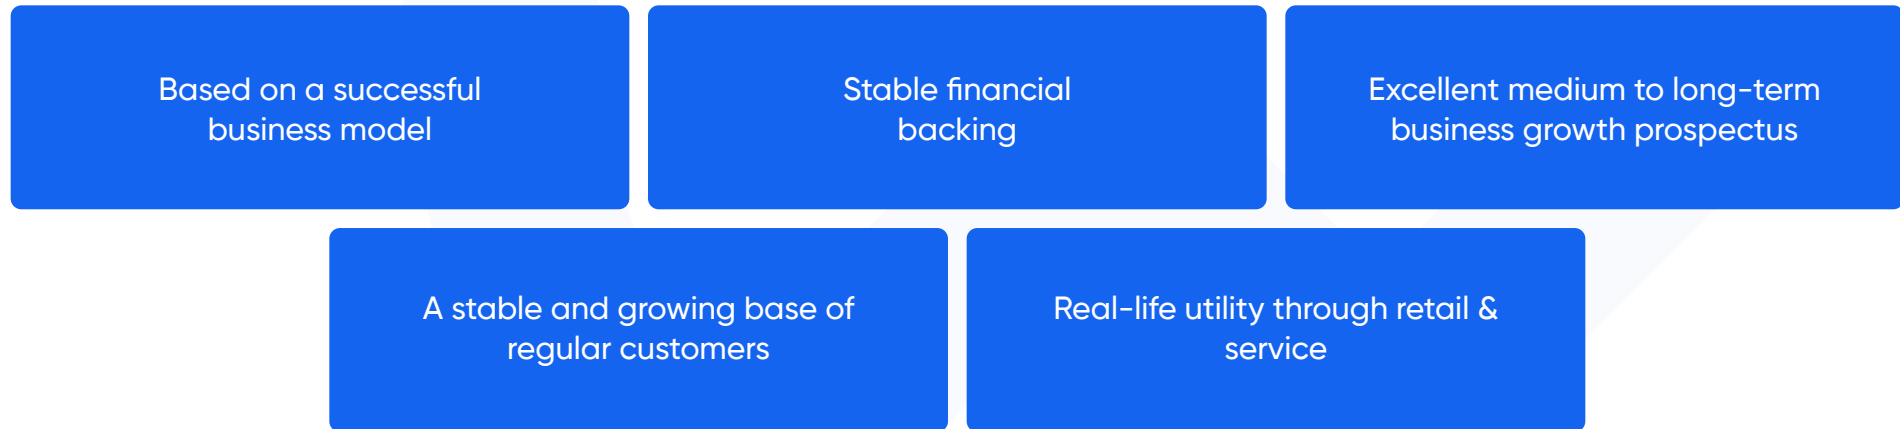 Based on a successful
business model
Stable financial
backing
Excellent medium to long-term
business growth prospectus
A stable and growing base of
regular customers
Real-life utility through retail &
service